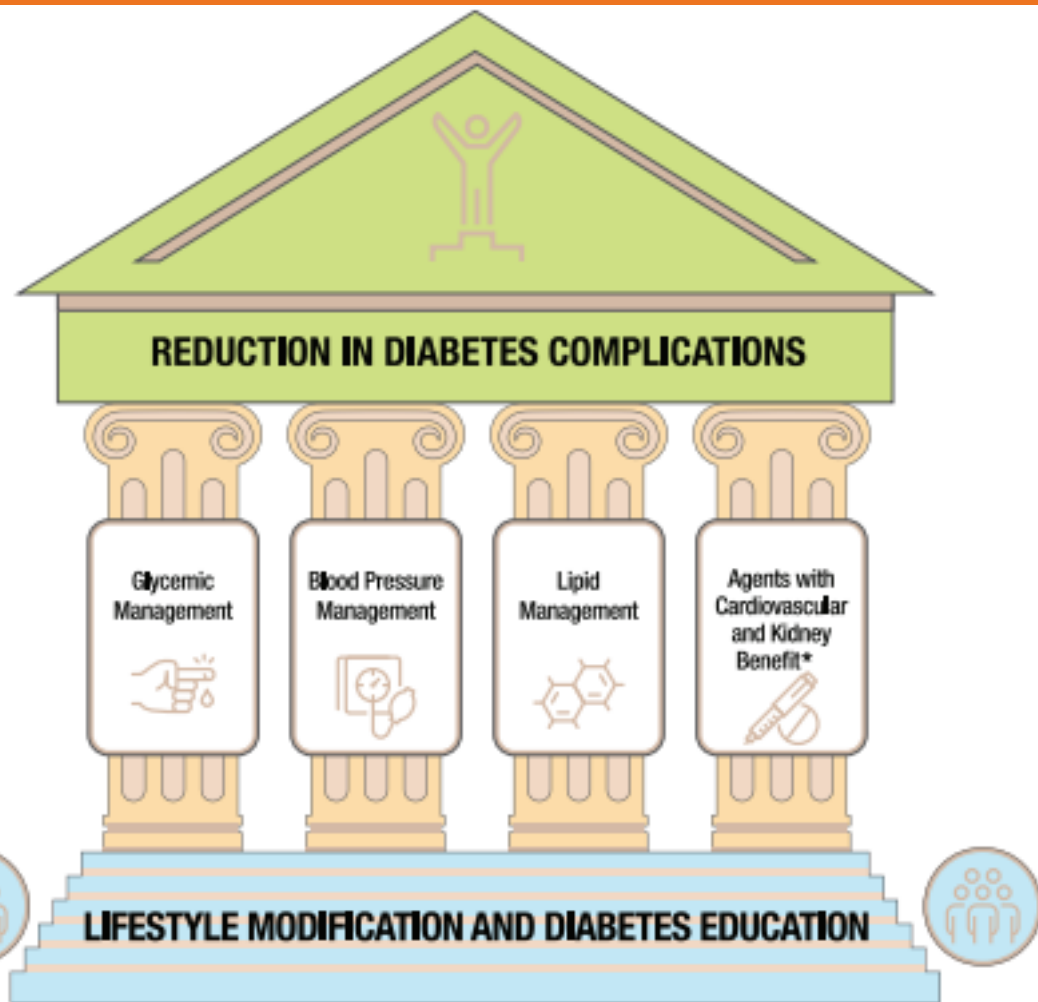 REDUCTION IN DIABETES COMPLICATIONS
Glycemic
Management
Blood Pressure
Management
Lipid
Management
Agents with
Cardiovascular
and Kidney
Benefit*
LIFESTYLE MODIFICATION AND DIABETES EDUCATION